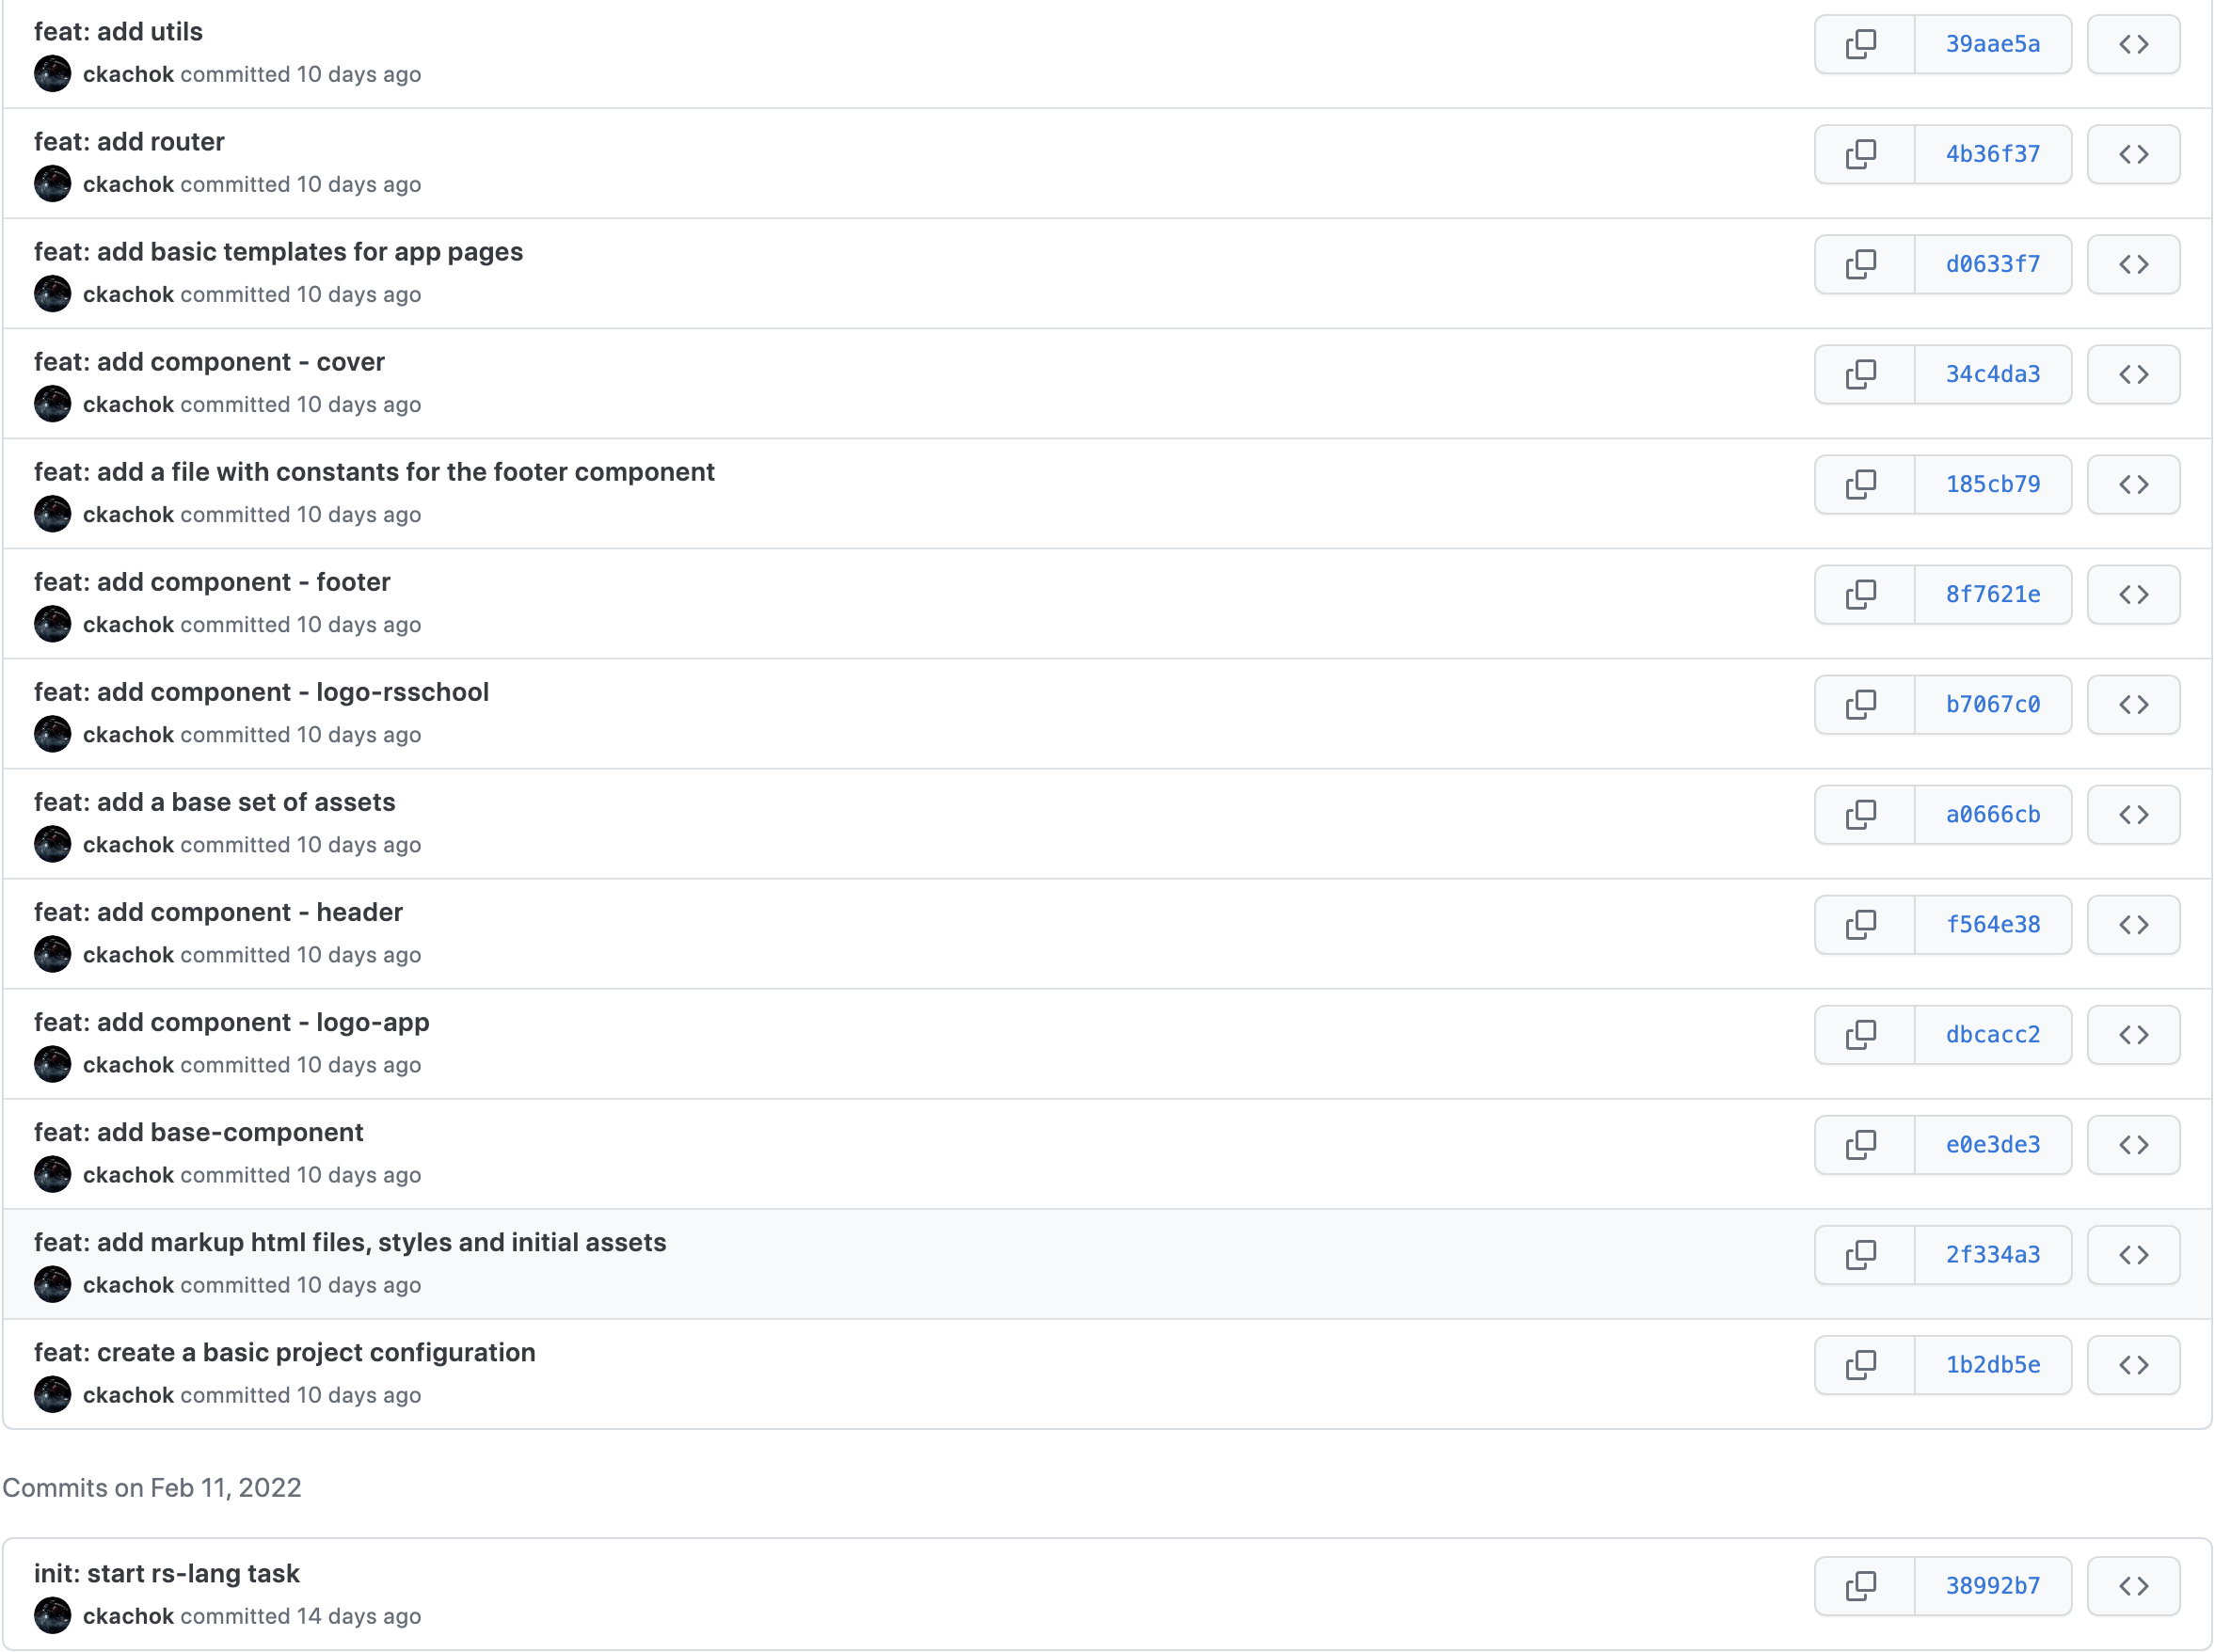 feat: add utils
39aae5a
ckachok committed 10 days ago
feat: add router
4b36f37
ckachok committed 10 days ago
feat: add basic templates for app pages
d0633f7
ckachok committed 10 days ago
feat: add component - cover
34c4da3
ckachok committed 10 days ago
feat: add a file with constants for the footer component
185cb79
ckachok committed 10 days ago
feat: add component - footer
8f7621e
ckachok committed 10 days ago
feat: add component - logo-rsschool
b7067c0
ckachok committed 10 days ago
feat: add a base set of assets
a0666cb
ckachok committed 10 days ago
feat: add component - header
f564e38
ckachok committed 10 days ago
feat: add component - logo-app
dbcacc2
ckachok committed 10 days ago
feat: add base-component
e0e3de3
ckachok committed 10 days ago
feat: add markup html files, styles and initial assets
2f334a3
ckachok committed 10 days ago
feat: create a basic project configuration
1b2db5e
ckachok committed 10 days ago
Commits on Feb 11, 2022
init: start rs-lang task
38992b7
ckachok committed 14 days ago